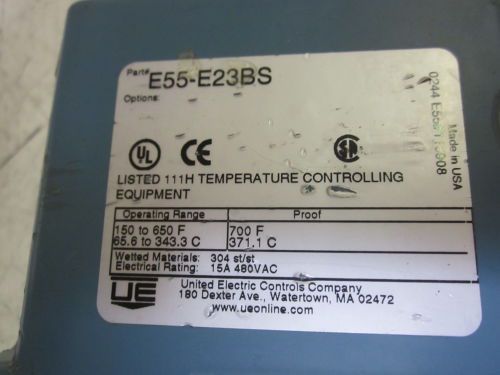 Part# E55-E23BS
Options:
UL CE SA
LISTED 111H TEMPERATURE CONTROLLING
EQUIPMENT
Operating Range Proof
150 to 650 F 700 F
65.6 to 343.3 C 371.1 C
Wetted Materials: 304 st/st
Electrical Rating: 15A 480VAC
UE
United Electric Controls Company
180 Dexter Ave., Watertown, MA 02472
www.ueonline.com
Made in USA
0244